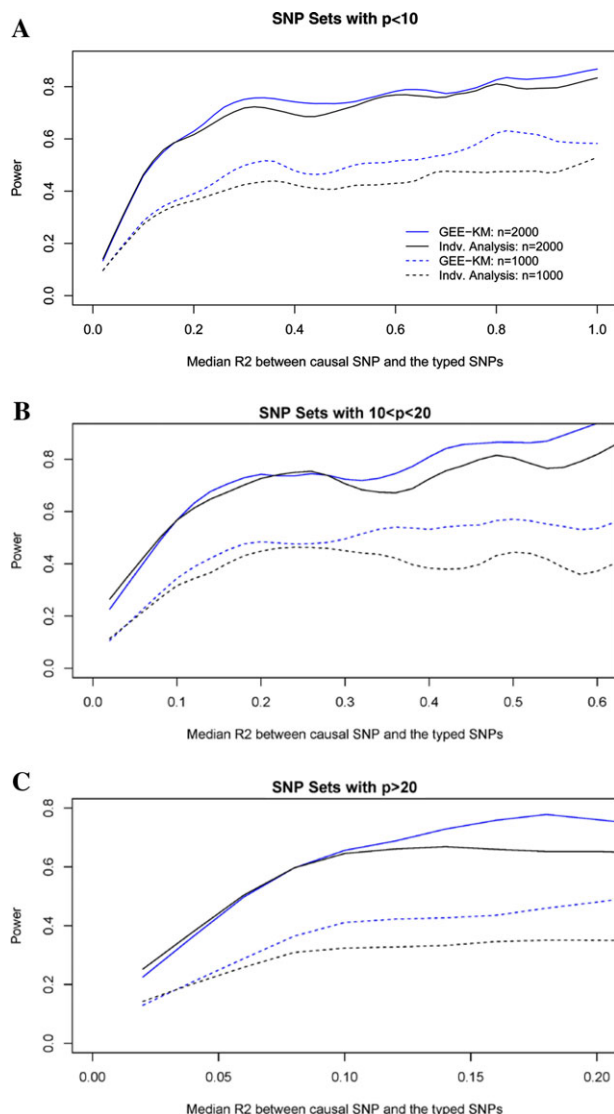 A
SNP Sets with p<10
Power
0.0
0.2
0.4
0.6
0.8
GEE−KM: n=2000
Indv. Analysis: n=2000
GEE−KM: n=1000
Indv. Analysis: n=1000
0.0 0.2 0.4 0.6 0.8 1.0
Median R2 between causal SNP and the typed SNPs
B
SNP Sets with 10<p<20
Power
0.0
0.2
0.4
0.6
0.8
0.0 0.1 0.2 0.3 0.4 0.5 0.6
Median R2 between causal SNP and the typed SNPs
C
SNP Sets with p>20
Power
0.0
0.2
0.4
0.6
0.8
0.00 0.05 0.10 0.15 0.20
Median R2 between causal SNP and the typed SNPs